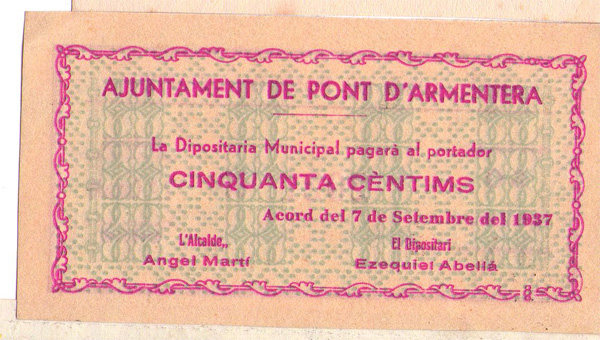 AJUNTAMENT DE PONT D'ARMENTERA
La Dipositaria Municipal pagarà al portador
CINQUANTA CÈNTIMS
Acord del 7 de Setembre del 1937
L'Alcalde,, El Dipositari
Angel Martí Ezequiel Abellá